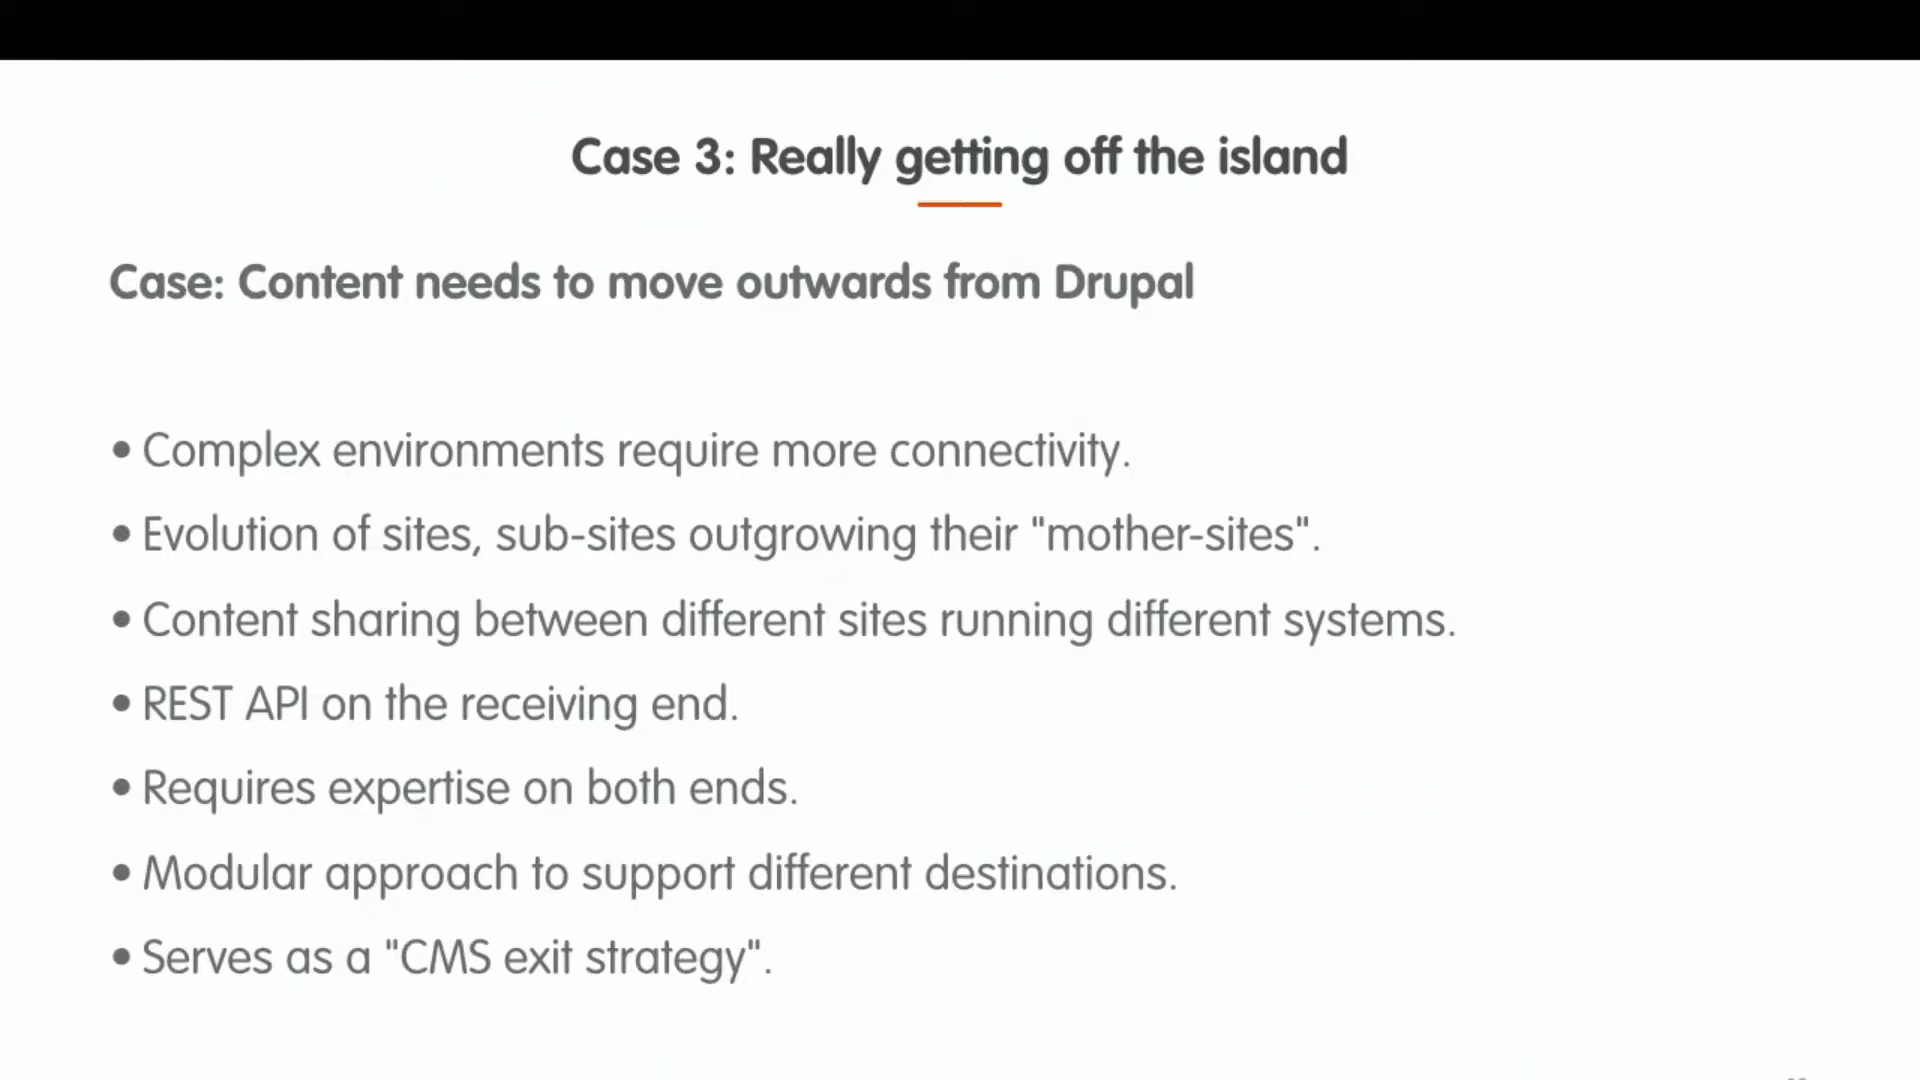 Case 3: Really getting off the island
Case: Content needs to move outwards from Drupal
• Complex environments require more connectivity.
• Evolution of sites, sub-sites outgrowing their "mother-sites".
• Content sharing between different sites running different systems.
• REST API on the receiving end.
• Requires expertise on both ends.
• Modular approach to support different destinations.
• Serves as a "CMS exit strategy".